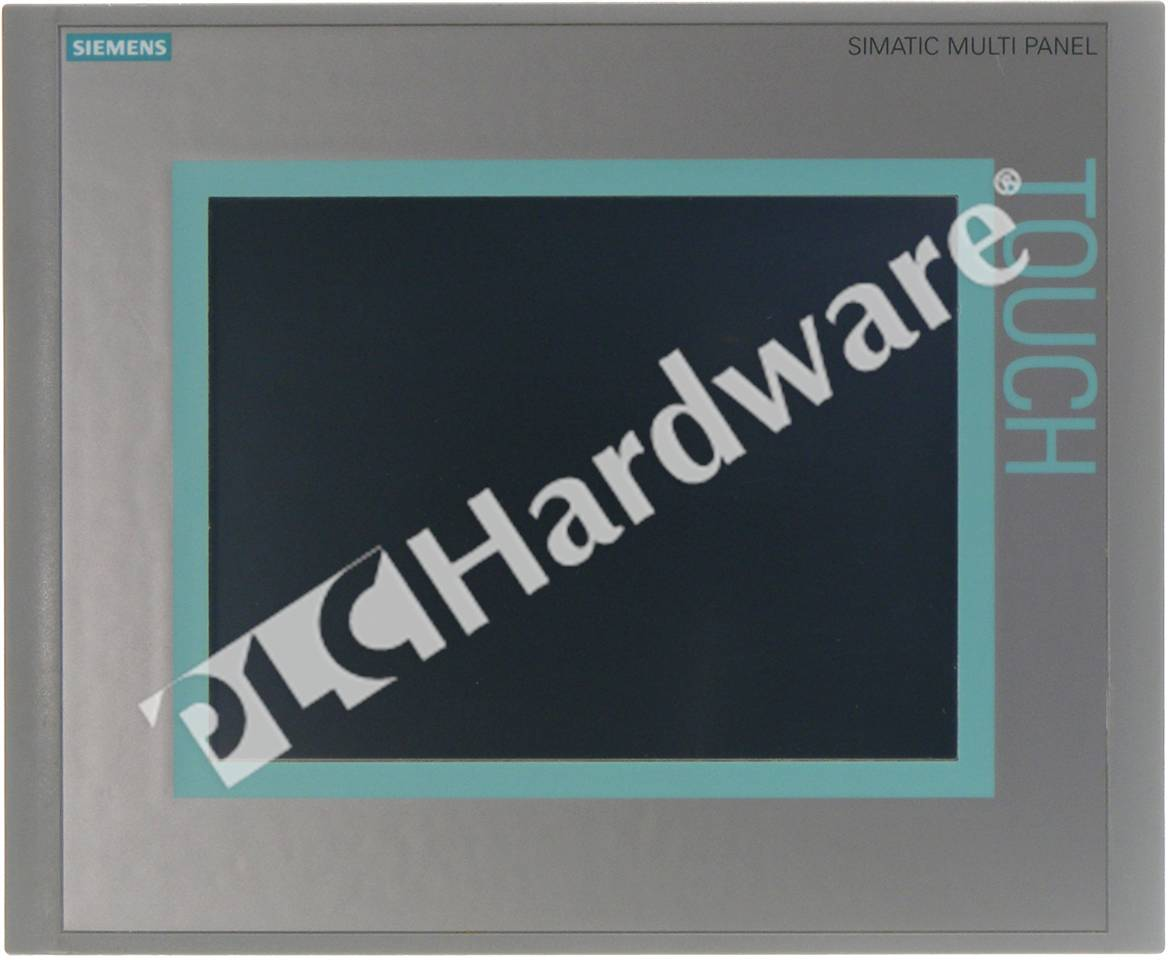 SIEMENS
SIMATIC MULTI PANEL
TOUCH
PLCHardware®